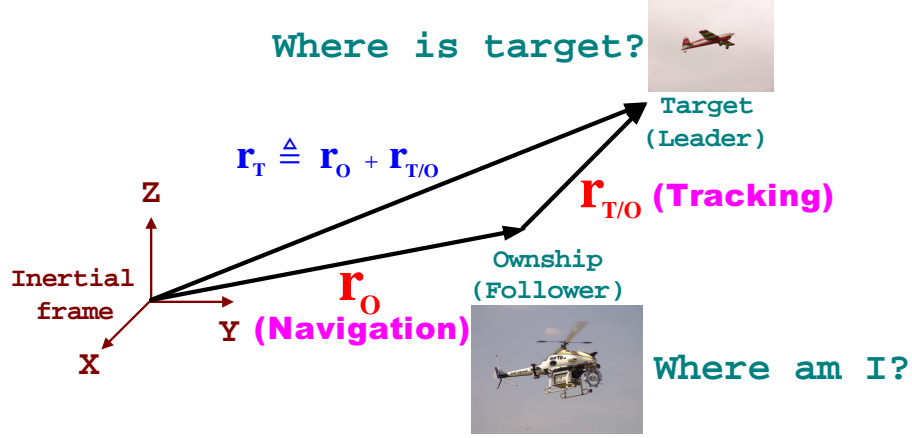 Where is target?
Target
(Leader)
r_T ≜ r_O + r_T/O
r_T/O (Tracking)
Z
Inertial
frame
Y
X
r_O
(Navigation)
Ownship
(Follower)
Where am I?